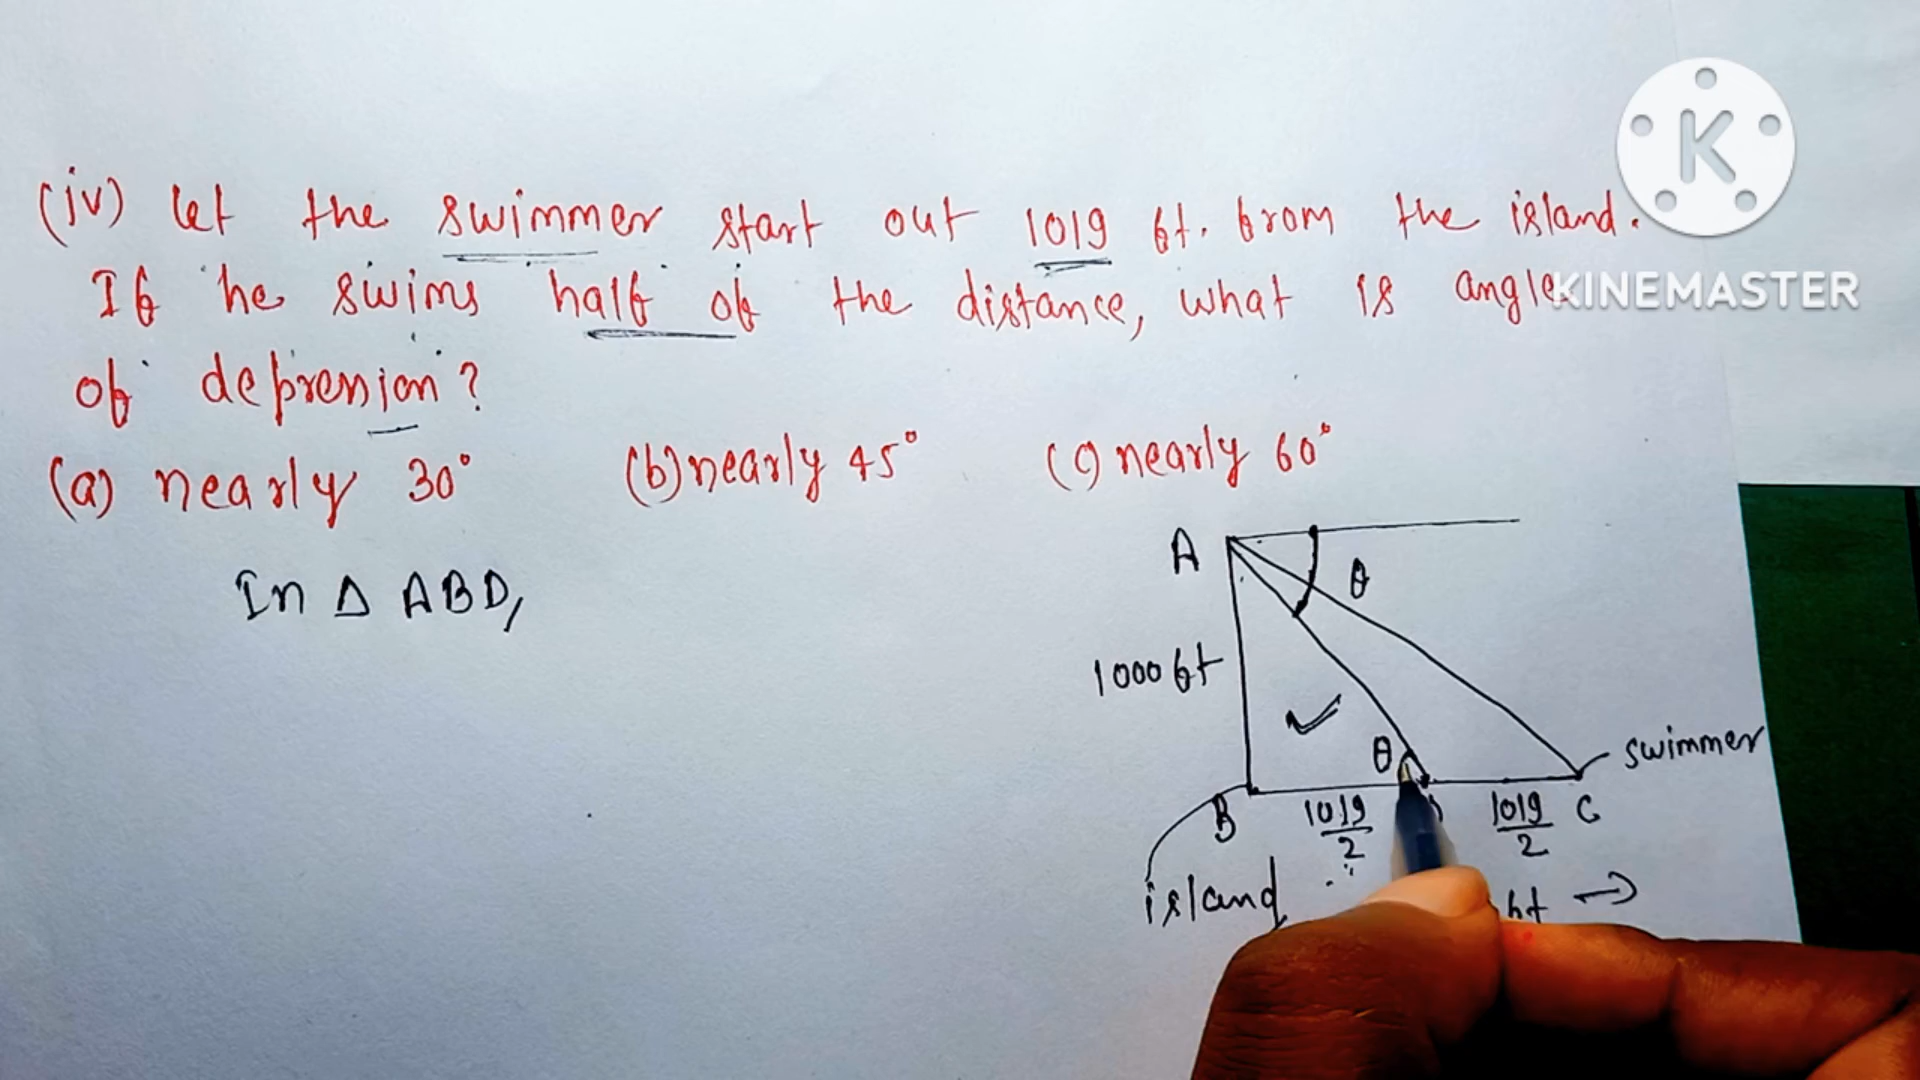 (iv) Let the swimmer start out 1019 ft. from the island.
If he swims half of the distance, what is angle
of depression?
(a) nearly 30° (b) nearly 45° (c) nearly 60°
In Δ ABD,
A
θ
1000 ft
θ
swimmer
B
1019/2
1019/2
C
island
ft →
K
KINEMASTER